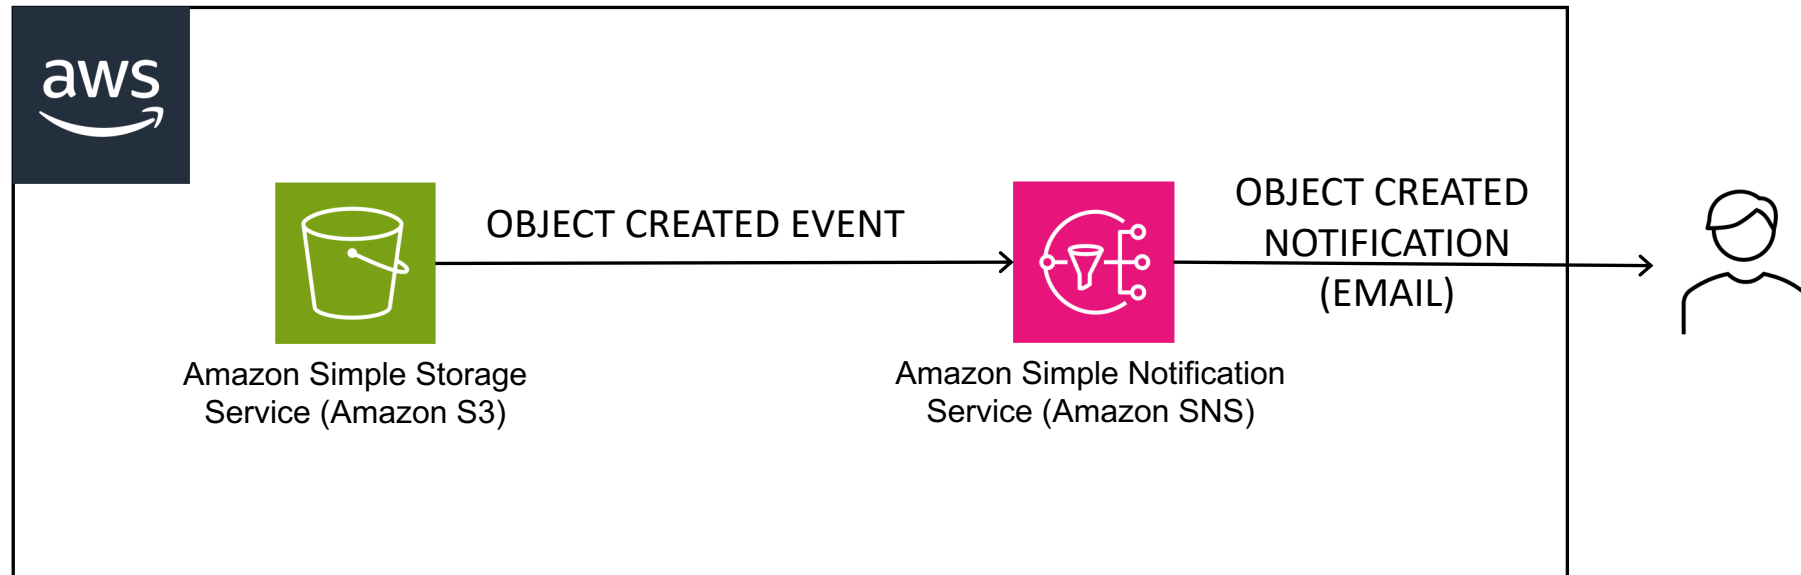 aws
OBJECT CREATED EVENT
OBJECT CREATED
NOTIFICATION
(EMAIL)
Amazon Simple Storage
Service (Amazon S3)
Amazon Simple Notification
Service (Amazon SNS)